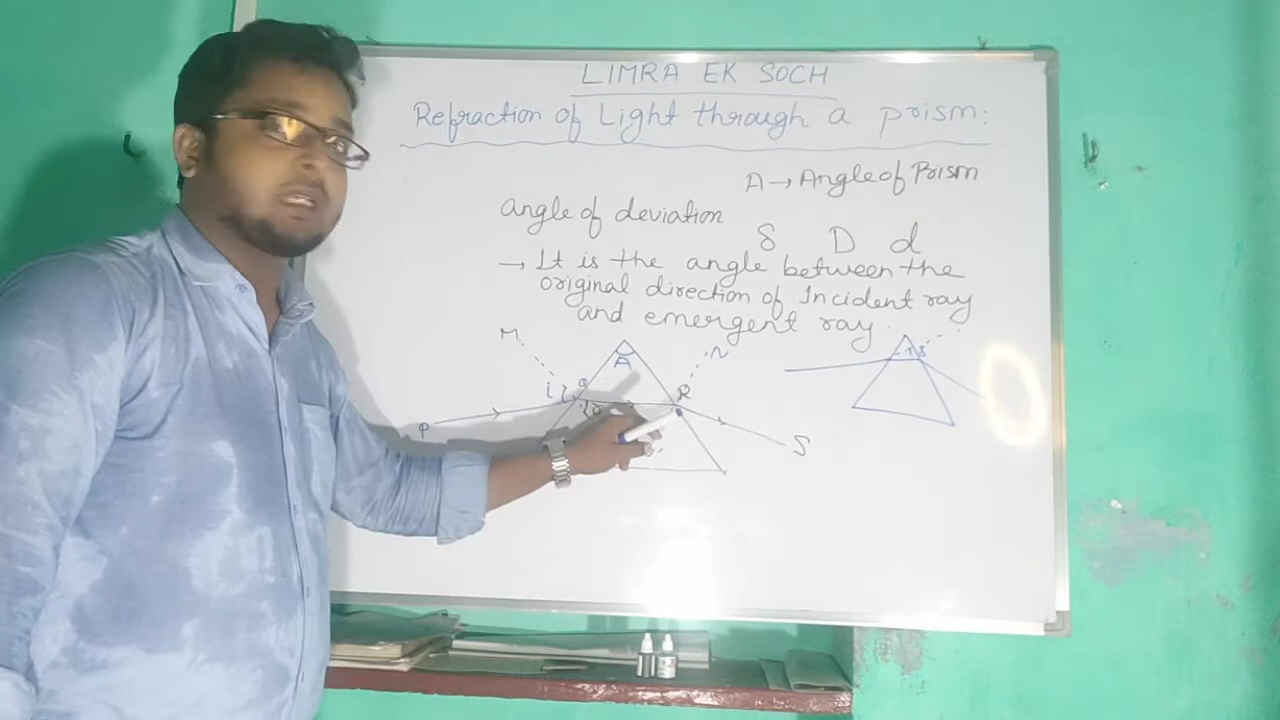 LIMRA EK SOCH
Refraction of Light through a prism:
A → Angle of Prism
angle of deviation
δ D d
→ It is the angle between the
original direction of Incident ray
and emergent ray.
M
N
A
i
R
P
S
δ